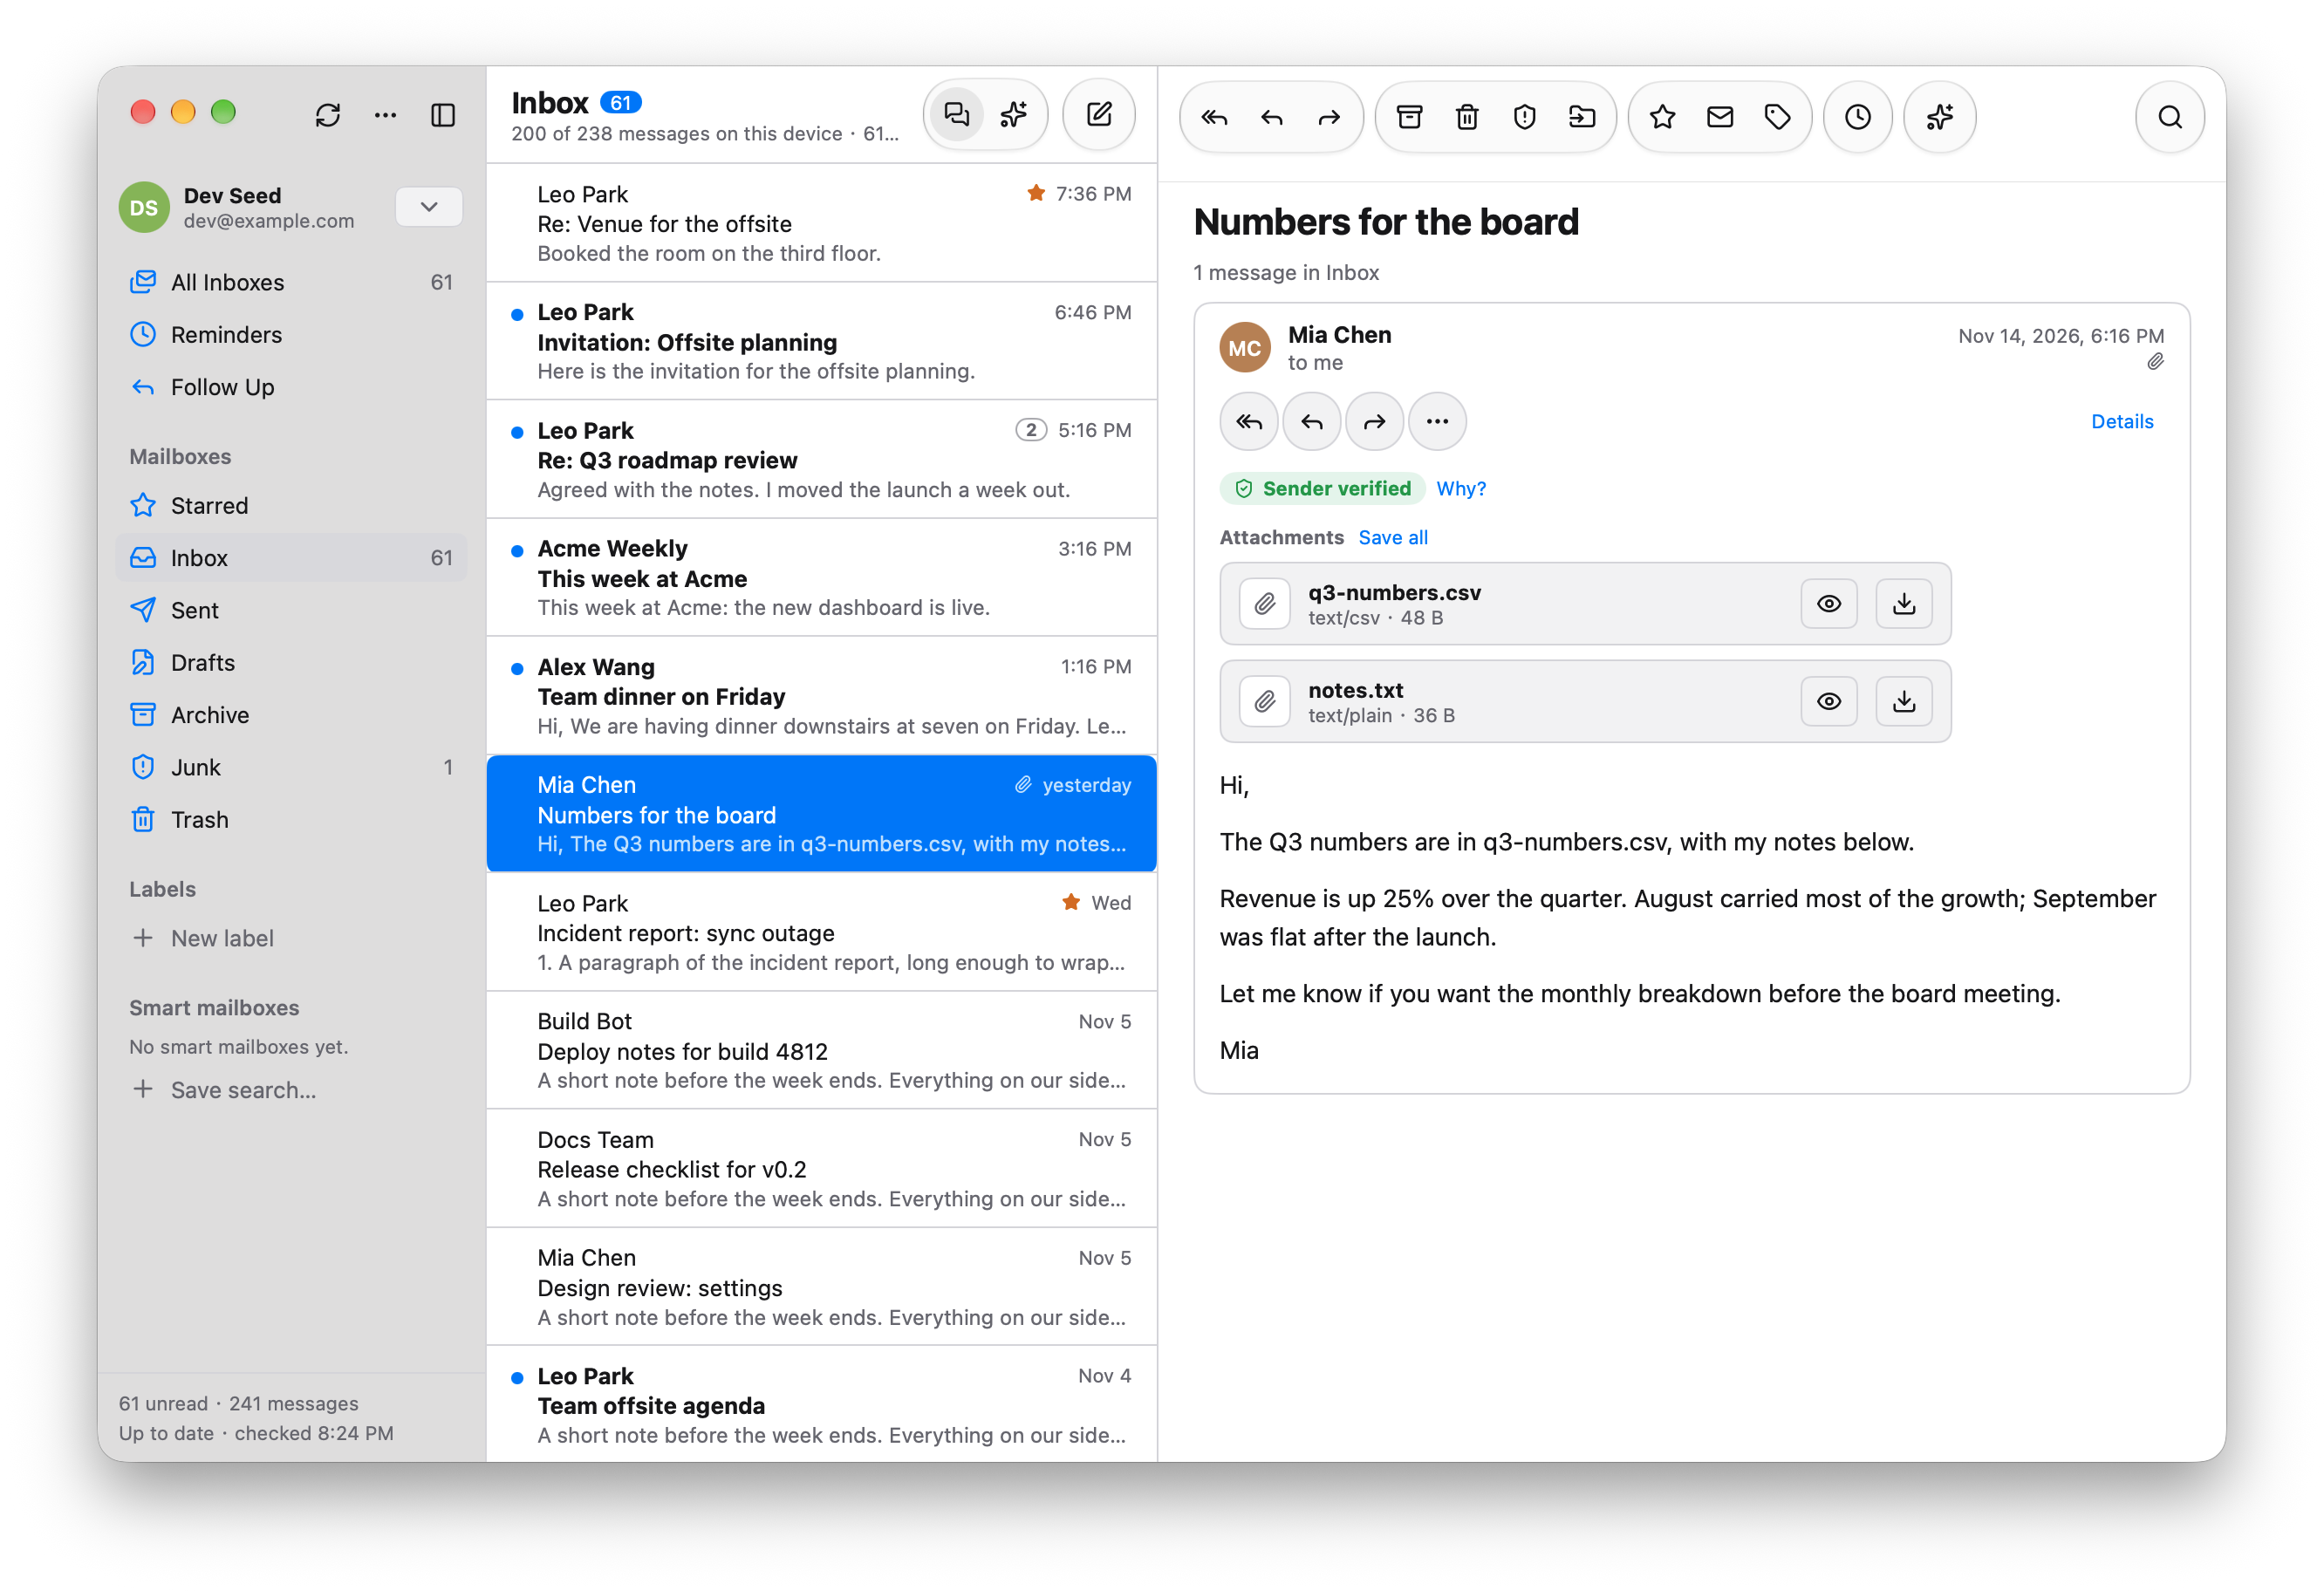 DS
Dev Seed
dev@example.com
All Inboxes 61
Reminders
Follow Up
Mailboxes
Starred
Inbox 61
Sent
Drafts
Archive
Junk 1
Trash
Labels
New label
Smart mailboxes
No smart mailboxes yet.
Save search...
61 unread · 241 messages
Up to date · checked 8:24 PM
Inbox 61
200 of 238 messages on this device · 61...
Leo Park 7:36 PM
Re: Venue for the offsite
Booked the room on the third floor.
Leo Park 6:46 PM
Invitation: Offsite planning
Here is the invitation for the offsite planning.
Leo Park 2 5:16 PM
Re: Q3 roadmap review
Agreed with the notes. I moved the launch a week out.
Acme Weekly 3:16 PM
This week at Acme
This week at Acme: the new dashboard is live.
Alex Wang 1:16 PM
Team dinner on Friday
Hi, We are having dinner downstairs at seven on Friday. Le...
Mia Chen yesterday
Numbers for the board
Hi, The Q3 numbers are in q3-numbers.csv, with my notes...
Leo Park Wed
Incident report: sync outage
1. A paragraph of the incident report, long enough to wrap...
Build Bot Nov 5
Deploy notes for build 4812
A short note before the week ends. Everything on our side...
Docs Team Nov 5
Release checklist for v0.2
A short note before the week ends. Everything on our side...
Mia Chen Nov 5
Design review: settings
A short note before the week ends. Everything on our side...
Leo Park Nov 4
Team offsite agenda
A short note before the week ends. Everything on our side...
Numbers for the board
1 message in Inbox
MC
Mia Chen Nov 14, 2026, 6:16 PM
to me
Details
Sender verified Why?
Attachments Save all
q3-numbers.csv
text/csv · 48 B
notes.txt
text/plain · 36 B
Hi,
The Q3 numbers are in q3-numbers.csv, with my notes below.
Revenue is up 25% over the quarter. August carried most of the growth; September
was flat after the launch.
Let me know if you want the monthly breakdown before the board meeting.
Mia